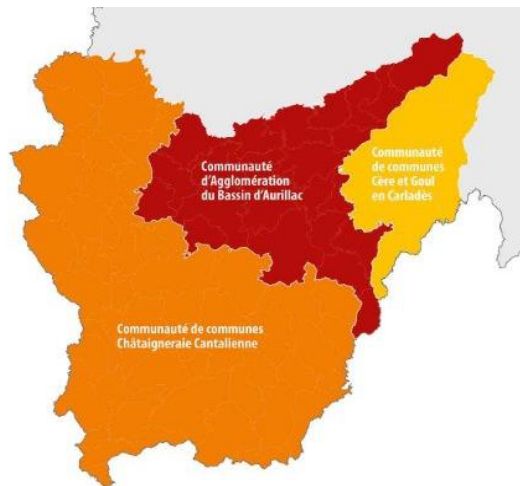 Communauté
d'Agglomération
du Bassin d'Aurillac
Communauté
de communes
Cère et Goul
en Carladès
Communauté de communes
Châtaigneraie Cantalienne